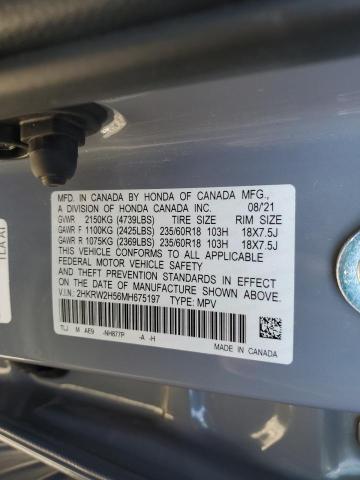 MFD. IN CANADA BY HONDA OF CANADA MFG.,
A DIVISION OF HONDA CANADA INC. 08/'21
GVWR 2150KG (4739LBS) TIRE SIZE RIM SIZE
GAWR F 1100KG (2425LBS) 235/60R18 103H 18X7.5J
GAWR R 1075KG (2369LBS) 235/60R18 103H 18X7.5J
THIS VEHICLE CONFORMS TO ALL APPLICABLE
FEDERAL MOTOR VEHICLE SAFETY
AND THEFT PREVENTION STANDARDS IN EFFECT
ON THE DATE OF MANUFACTURE SHOWN ABOVE.
V.I.N.: 2HKRW2H56MH675197 TYPE: MPV
TLJ M AE9 -NH877P -A -H
MADE IN CANADA